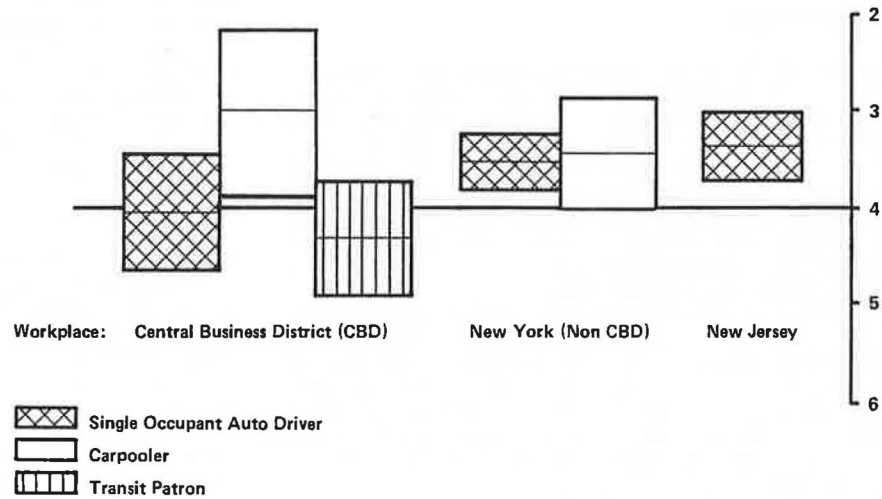 2
3
4
5
6
Workplace: Central Business District (CBD) New York (Non CBD) New Jersey
Single Occupant Auto Driver
Carpooler
Transit Patron